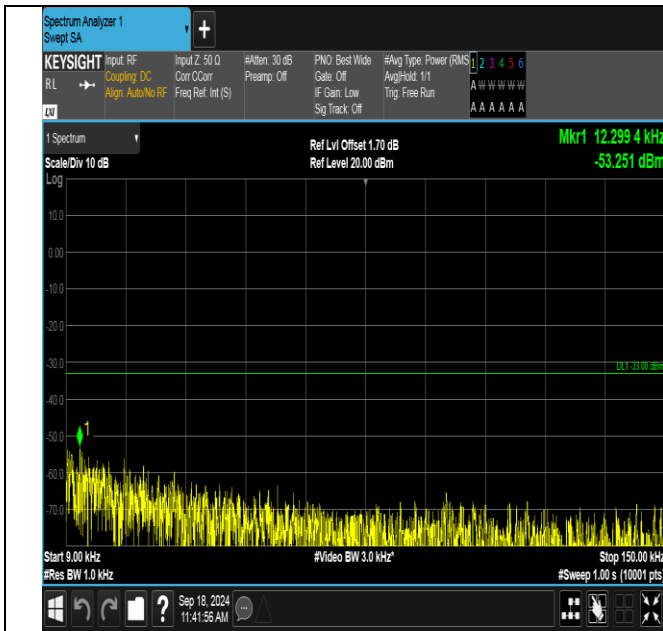 Spectrum Analyzer 1
Swept SA
+
KEYSIGHT Input: RF Input Z: 50 Ω #Atten: 30 dB PNO: Best Wide #Avg Type: Power (RMS 1 2 3 4 5 6
RL Coupling: DC Corr CCorr Preamp: Off Gate: Off Avg|Hold: 1/1 A W W W W W
Align: Auto/No RF Freq Ref: Int (S) IF Gain: Low Trig: Free Run
LXI Sig Track: Off A A A A A A
1 Spectrum Ref Lvl Offset 1.70 dB Mkr1 12.299 4 kHz
Scale/Div 10 dB Ref Level 20.00 dBm -53.251 dBm
Log
10.0
0.00
-10.0
-20.0
-30.0 DL1 -33.00 dBm
-40.0
-50.0 1
-60.0
-70.0
Start 9.00 kHz #Video BW 3.0 kHz* Stop 150.00 kHz
#Res BW 1.0 kHz #Sweep 1.00 s (10001 pts)
? Sep 18, 2024
11:41:56 AM